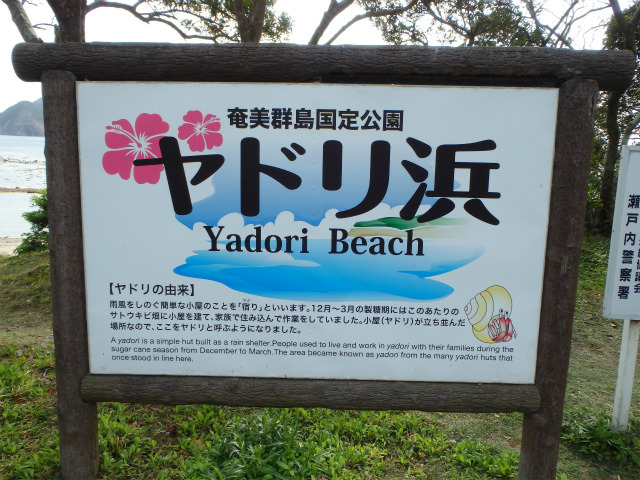 奄美群島国定公園
ヤドリ浜
Yadori Beach
【ヤドリの由来】
雨風をしのぐ簡単な小屋のことを「宿り」といいます。12月〜3月の製糖期にはこのあたりの
サトウキビ畑に小屋を建て、家族で住み込んで作業をしていました。小屋(ヤドリ)が立ち並んだ
場所なので、ここをヤドリと呼ぶようになりました。
A yadori is a simple hut built as a rain shelter.People used to live and work in yadori with their families during the
sugar cane season from December to March.The area became known as yadori from the many yadori huts that
once stood in line here.
瀬戸内警察署